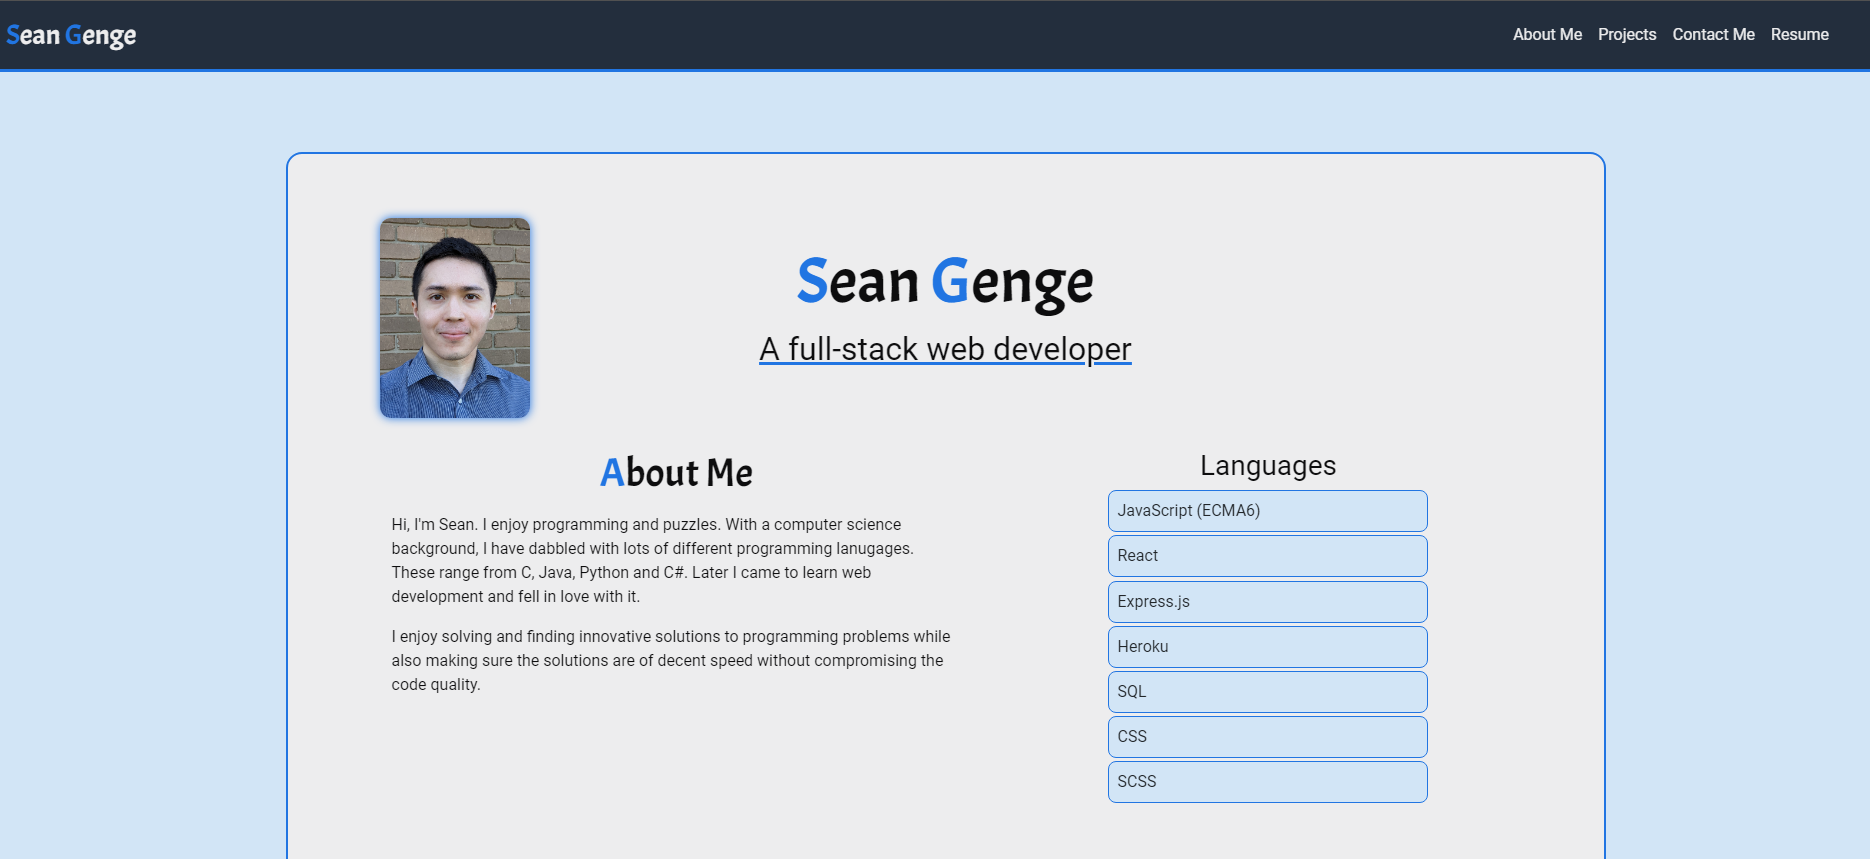 Sean Genge
About Me Projects Contact Me Resume
Sean Genge
A full-stack web developer
About Me
Hi, I'm Sean. I enjoy programming and puzzles. With a computer science
background, I have dabbled with lots of different programming lanugages.
These range from C, Java, Python and C#. Later I came to learn web
development and fell in love with it.
I enjoy solving and finding innovative solutions to programming problems while
also making sure the solutions are of decent speed without compromising the
code quality.
Languages
JavaScript (ECMA6)
React
Express.js
Heroku
SQL
CSS
SCSS